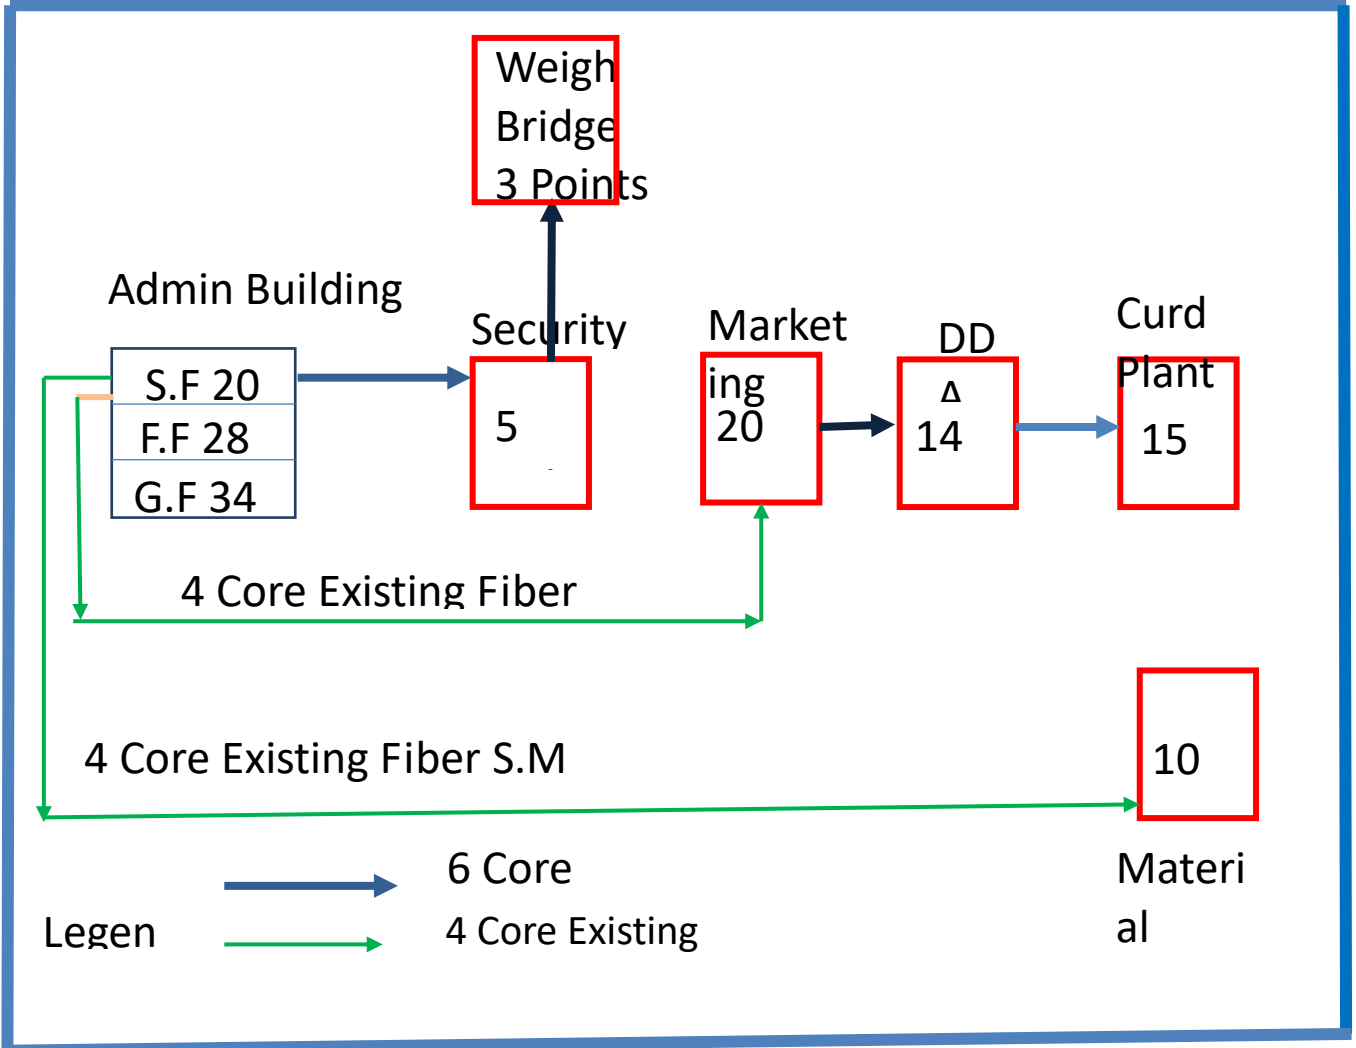 Weigh
Bridge
3 Points
Admin Building
Security
Market
ing
DD
Δ
Curd
Plant
S.F 20
F.F 28
G.F 34
5
20
14
15
4 Core Existing Fiber
4 Core Existing Fiber S.M
10
Materi
al
6 Core
Legen
4 Core Existing